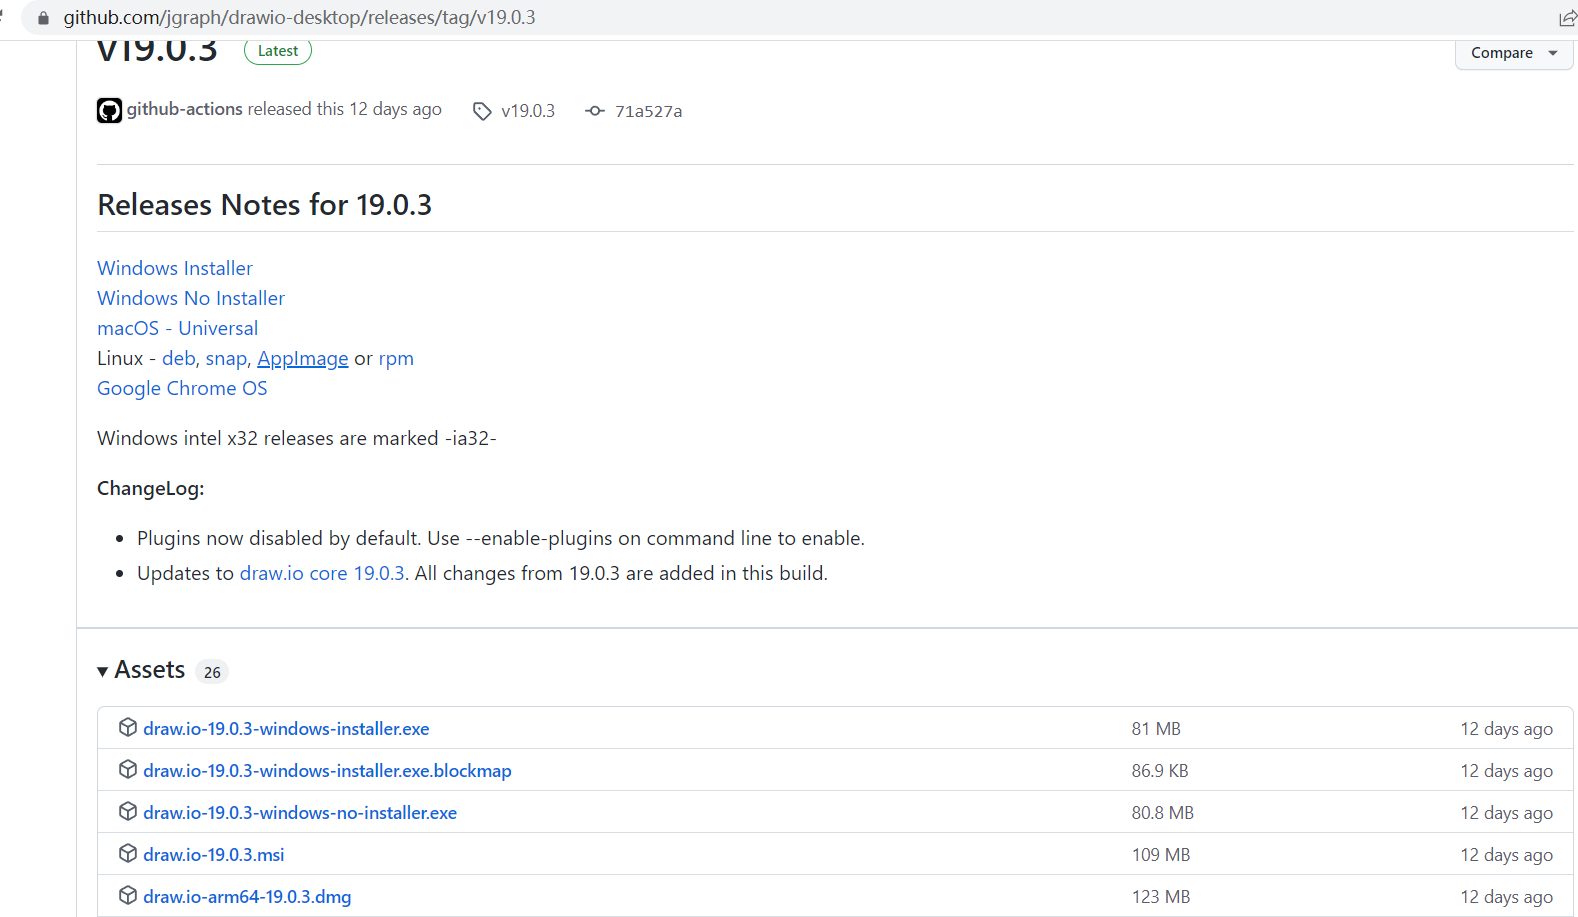 github.com/jgraph/drawio-desktop/releases/tag/v19.0.3
v19.0.3 Latest Compare
github-actions released this 12 days ago v19.0.3 71a527a
Releases Notes for 19.0.3
Windows Installer
Windows No Installer
macOS - Universal
Linux - deb, snap, AppImage or rpm
Google Chrome OS
Windows intel x32 releases are marked -ia32-
ChangeLog:
• Plugins now disabled by default. Use --enable-plugins on command line to enable.
• Updates to draw.io core 19.0.3. All changes from 19.0.3 are added in this build.
Assets 26
draw.io-19.0.3-windows-installer.exe 81 MB 12 days ago
draw.io-19.0.3-windows-installer.exe.blockmap 86.9 KB 12 days ago
draw.io-19.0.3-windows-no-installer.exe 80.8 MB 12 days ago
draw.io-19.0.3.msi 109 MB 12 days ago
draw.io-arm64-19.0.3.dmg 123 MB 12 days ago